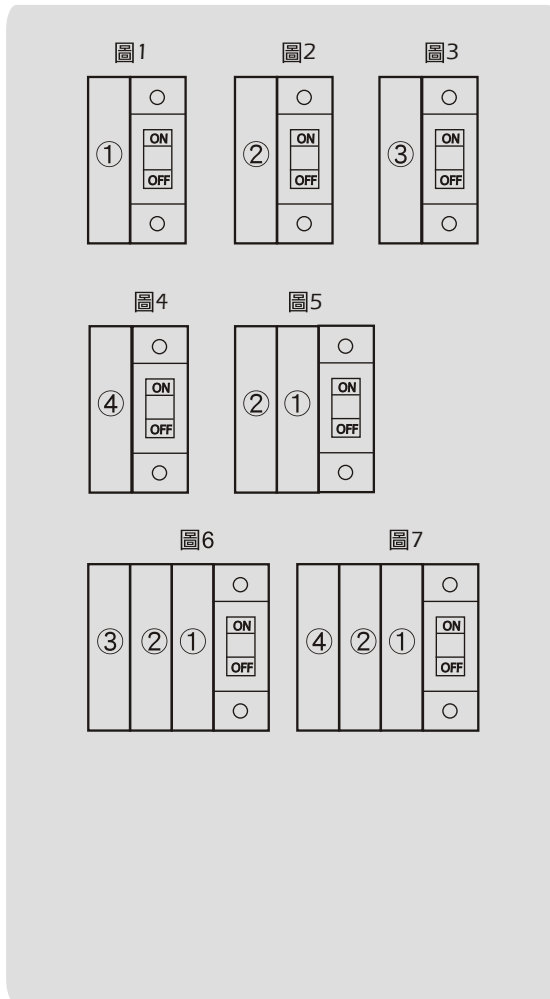 圖1 圖2 圖3
ON ON ON
① ② ③
OFF OFF OFF
圖4 圖5
ON ON
④ ② ①
OFF OFF
圖6 圖7
ON ON
③ ② ① ④ ② ①
OFF OFF